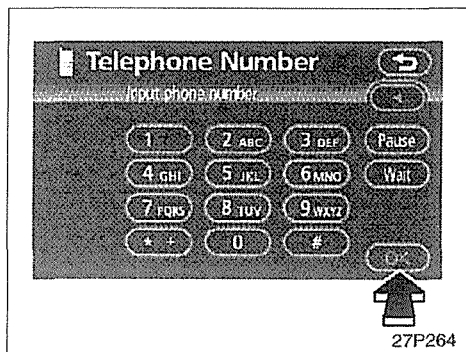 Telephone Number
Input phone number
1 2 ABC 3 DEF Pause
4 GHI 5 JKL 6 MNO Wait
7 PQRS 8 TUV 9 WXYZ
* + 0 #
OK
27P264